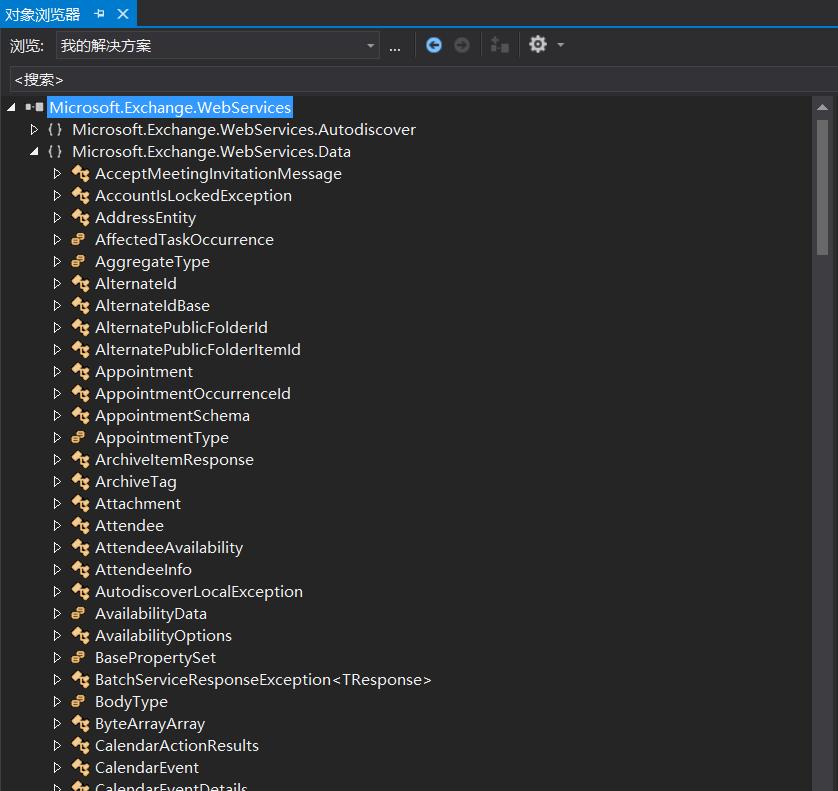 对象浏览器
浏览: 我的解决方案 ...
<搜索>
Microsoft.Exchange.WebServices
{} Microsoft.Exchange.WebServices.Autodiscover
{} Microsoft.Exchange.WebServices.Data
AcceptMeetingInvitationMessage
AccountIsLockedException
AddressEntity
AffectedTaskOccurrence
AggregateType
AlternateId
AlternateIdBase
AlternatePublicFolderId
AlternatePublicFolderItemId
Appointment
AppointmentOccurrenceId
AppointmentSchema
AppointmentType
ArchiveItemResponse
ArchiveTag
Attachment
Attendee
AttendeeAvailability
AttendeeInfo
AutodiscoverLocalException
AvailabilityData
AvailabilityOptions
BasePropertySet
BatchServiceResponseException<TResponse>
BodyType
ByteArrayArray
CalendarActionResults
CalendarEvent
CalendarEventDetails